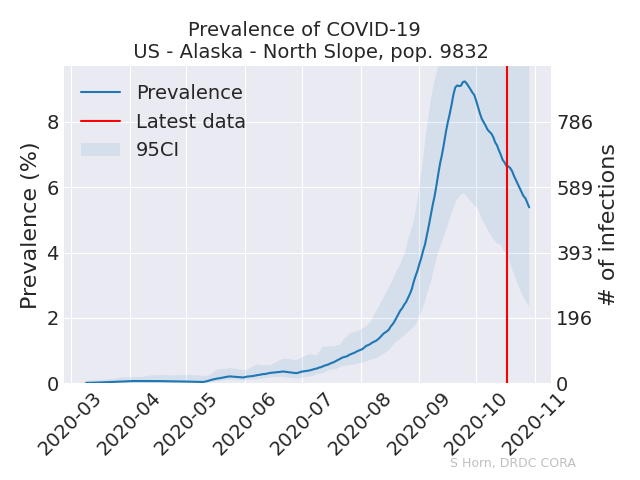 Prevalence of COVID-19
US - Alaska - North Slope, pop. 9832
Prevalence
Latest data
95CI
Prevalence (%)
8
6
4
2
0
786
589
393
196
0
# of infections
2020-03
2020-04
2020-05
2020-06
2020-07
2020-08
2020-09
2020-10
2020-11
S Horn, DRDC CORA